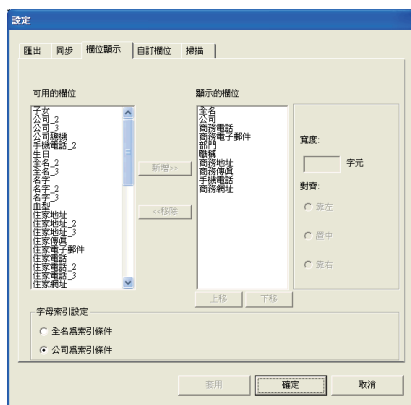 設定
匯出 同步 欄位顯示 自訂欄位 掃描
可用的欄位
子女
公司_2
公司_3
公司總機
手機電話_2
生日
全名_2
全名_3
名字
名字_2
名字_3
血型
住家地址
住家地址_2
住家地址_3
住家傳真
住家電子郵件
住家電話
住家電話_2
住家電話_3
住家網址
新增>>
<<移除
顯示的欄位
全名
公司
商務電話
商務電子郵件
部門
職稱
商務地址
商務傳真
手機電話
商務網址
上移 下移
寬度:
字元
對齊:
靠左
置中
靠右
字母索引設定
全名為索引條件
公司為索引條件
套用 確定 取消